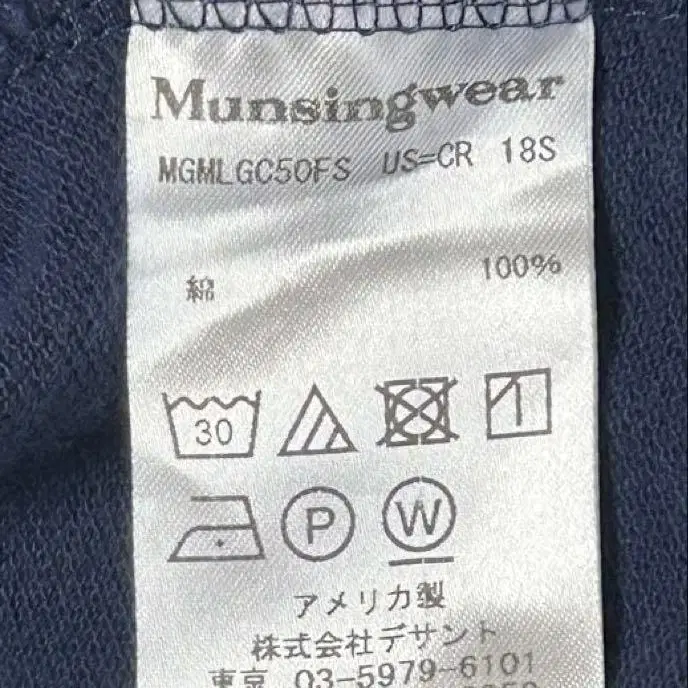 Munsingwear
MGMLGC50FS US=CR 18S
綿 100%
30
P W
アメリカ製
株式会社デサント
東京 03-5979-6101